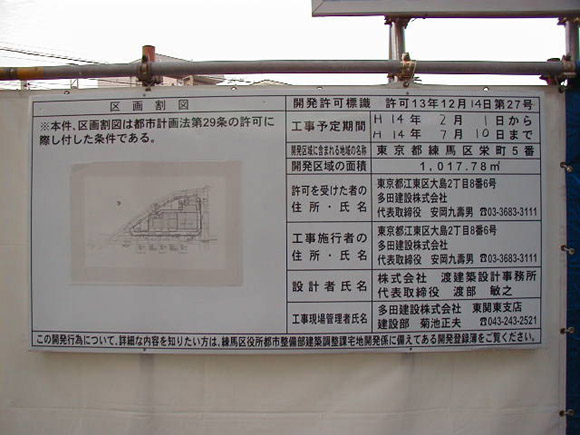 区画割図
※本件、区画割図は都市計画法第29条の許可に
際し付した条件である。
開発許可標識 許可13年12月14日第27号
工事予定期間 H 14年 2月 1日から
H 14年 7月 10日まで
開発区域に含まれる地域の名称 東京都練馬区栄町5番
開発区域の面積 1,017.78㎡
許可を受けた者の
住所・氏名
東京都江東区大島2丁目8番6号
多田建設株式会社
代表取締役 安岡九壽男 ☎03-3683-3111
工事施行者の
住所・氏名
東京都江東区大島2丁目8番6号
多田建設株式会社
代表取締役 安岡九壽男 ☎03-3683-3111
設計者氏名
株式会社 渡建築設計事務所
代表取締役 渡部 敏之
工事現場管理者氏名
多田建設株式会社 東関東支店
建設部 菊池正夫 ☎043-243-2521
この開発行為について、詳細な内容を知りたい方は、練馬区役所都市整備部建築調整課宅地開発係に備えてある開発登録簿をご覧ください。